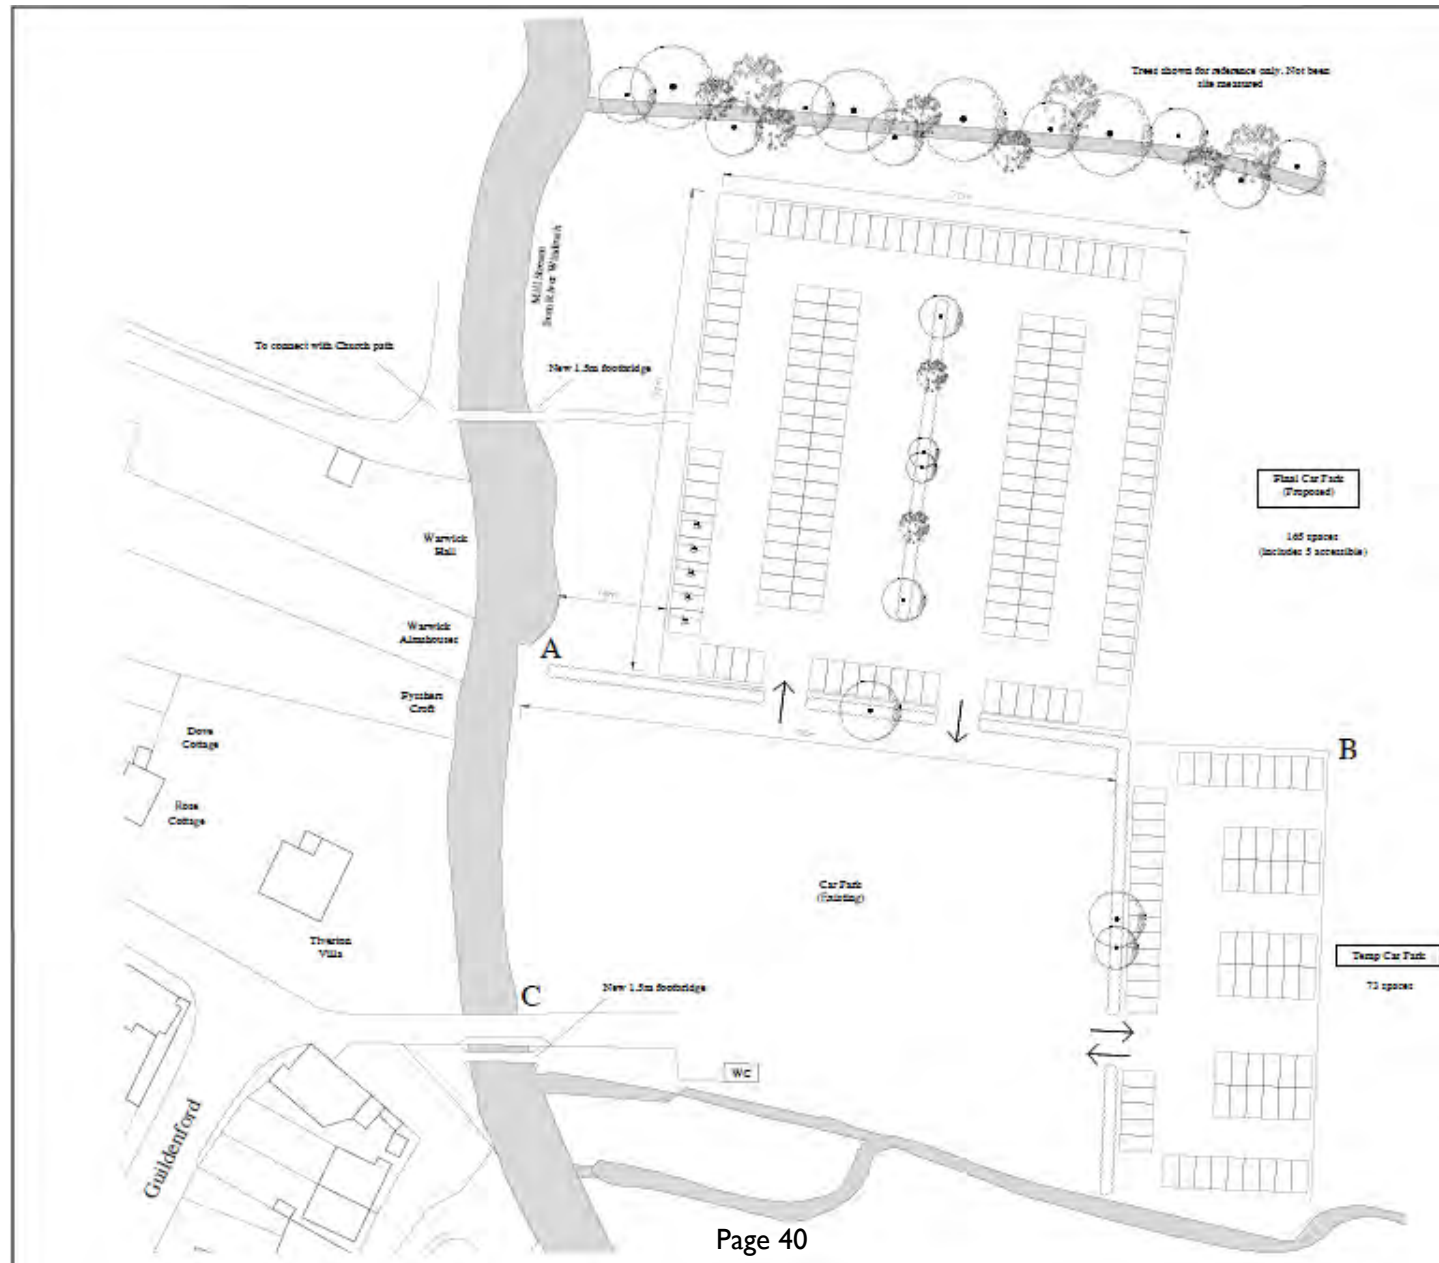 Trees shown for reference only. Not been
site measured
Mill Stream
from River Windrush
To connect with Church path
New 1.5m footbridge
Final Car Park
(Proposed)
165 spaces
(includes 5 accessible)
Warwick
Hall
Warwick
Almshouses
A
Fyshers
Croft
Dove
Cottage
B
Rose
Cottage
Car Park
(Existing)
Tiverton
Villa
Temp Car Park
73 spaces
C
New 1.5m footbridge
WC
Guildenford
Page 40